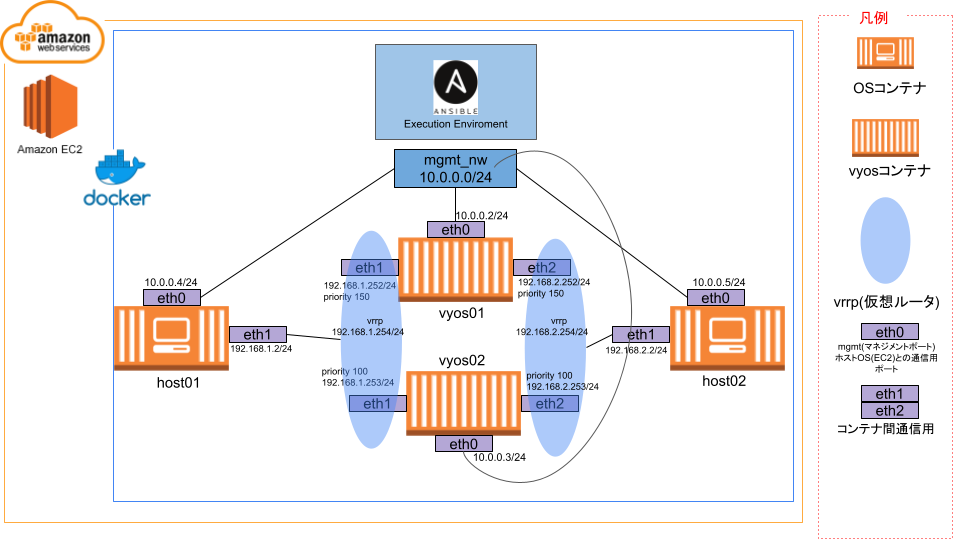 amazon
webservices
Amazon EC2
docker
ANSIBLE
Execution Enviroment
mgmt_nw
10.0.0.0/24
10.0.0.2/24
eth0
eth1
192.168.1.252/24
priority 150
eth2
192.168.2.252/24
priority 150
vyos01
10.0.0.4/24
eth0
eth1
192.168.1.2/24
host01
vrrp
192.168.1.254/24
vrrp
192.168.2.254/24
10.0.0.5/24
eth0
eth1
192.168.2.2/24
host02
vyos02
priority 100
192.168.1.253/24
eth1
priority 100
192.168.2.253/24
eth2
eth0
10.0.0.3/24
凡例
OSコンテナ
vyosコンテナ
vrrp(仮想ルータ)
eth0
mgmt(マネジメントポート)
ホストOS(EC2)との通信用
ポート
eth1
eth2
コンテナ間通信用